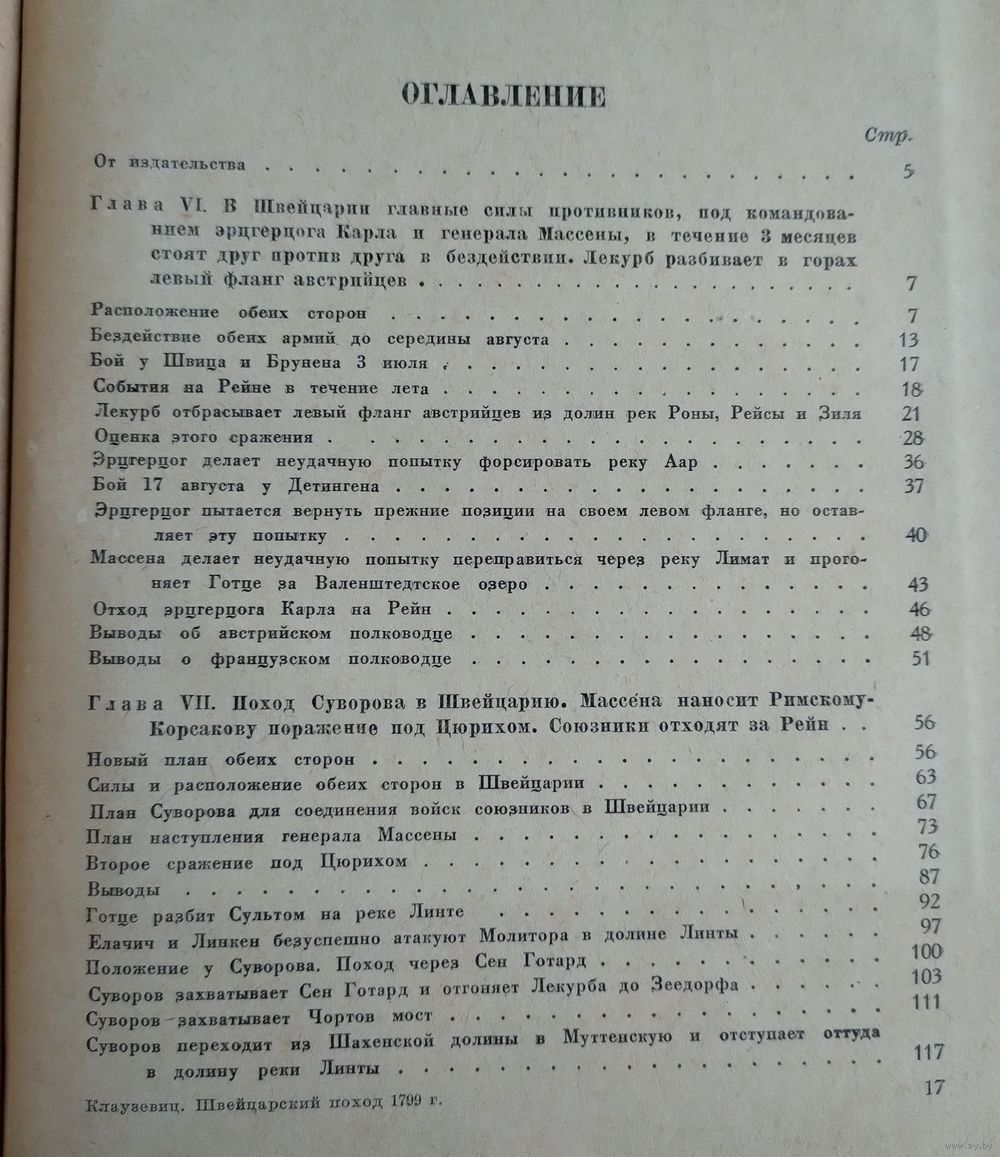 ОГЛАВЛЕНИЕ
Стр.
От издательства . . . . . . . . . . . . . . . . . . . . . . . . 5
Глава VI. В Швейцарии главные силы противников, под командова-
нием эрцгерцога Карла и генерала Массены, в течение 3 месяцев
стоят друг против друга в бездействии. Лекурб разбивает в горах
левый фланг австрийцев . . . . . . . . . . . . . . . . . . 7
Расположение обеих сторон . . . . . . . . . . . . . . . . . . 7
Бездействие обеих армий до середины августа . . . . . . . . . . . 13
Бой у Швица и Брунена 3 июля . . . . . . . . . . . . . . . . 17
События на Рейне в течение лета . . . . . . . . . . . . . . . . 18
Лекурб отбрасывает левый фланг австрийцев из долин рек Роны, Рейсы и Зиля 21
Оценка этого сражения . . . . . . . . . . . . . . . . . . . 28
Эрцгерцог делает неудачную попытку форсировать реку Аар . . . . . . . 36
Бой 17 августа у Детингена . . . . . . . . . . . . . . . . . . 37
Эрцгерцог пытается вернуть прежние позиции на своем левом фланге, но остав-
ляет эту попытку . . . . . . . . . . . . . . . . . . . . 40
Массена делает неудачную попытку переправиться через реку Лимат и прого-
няет Готце за Валенштедтское озеро . . . . . . . . . . . . . 43
Отход эрцгерцога Карла на Рейн . . . . . . . . . . . . . . . . 46
Выводы об австрийском полководце . . . . . . . . . . . . . . . 48
Выводы о французском полководце . . . . . . . . . . . . . . . 51
Глава VII. Поход Суворова в Швейцарию. Массена наносит Римскому-
Корсакову поражение под Цюрихом. Союзники отходят за Рейн . . 56
Новый план обеих сторон . . . . . . . . . . . . . . . . . . . 56
Силы и расположение обеих сторон в Швейцарии . . . . . . . . . . 63
План Суворова для соединения войск союзников в Швейцарии . . . . . . 67
План наступления генерала Массены . . . . . . . . . . . . . . . 73
Второе сражение под Цюрихом . . . . . . . . . . . . . . . . . 76
Выводы . . . . . . . . . . . . . . . . . . . . . . . . . . 87
Готце разбит Сультом на реке Линте . . . . . . . . . . . . . . 92
Елачич и Линкен безуспешно атакуют Молитора в долине Линты . . . . . 97
Положение у Суворова. Поход через Сен Готард . . . . . . . . . . . 100
Суворов захватывает Сен Готард и отгоняет Лекурба до Зеедорфа . . . . . 103
Суворов захватывает Чортов мост . . . . . . . . . . . . . . . . 111
Суворов переходит из Шахенской долины в Муттенскую и отступает оттуда
в долину реки Линты . . . . . . . . . . . . . . . . . . . 117
Клаузевиц. Швейцарский поход 1799 г. 17
www.ay.by